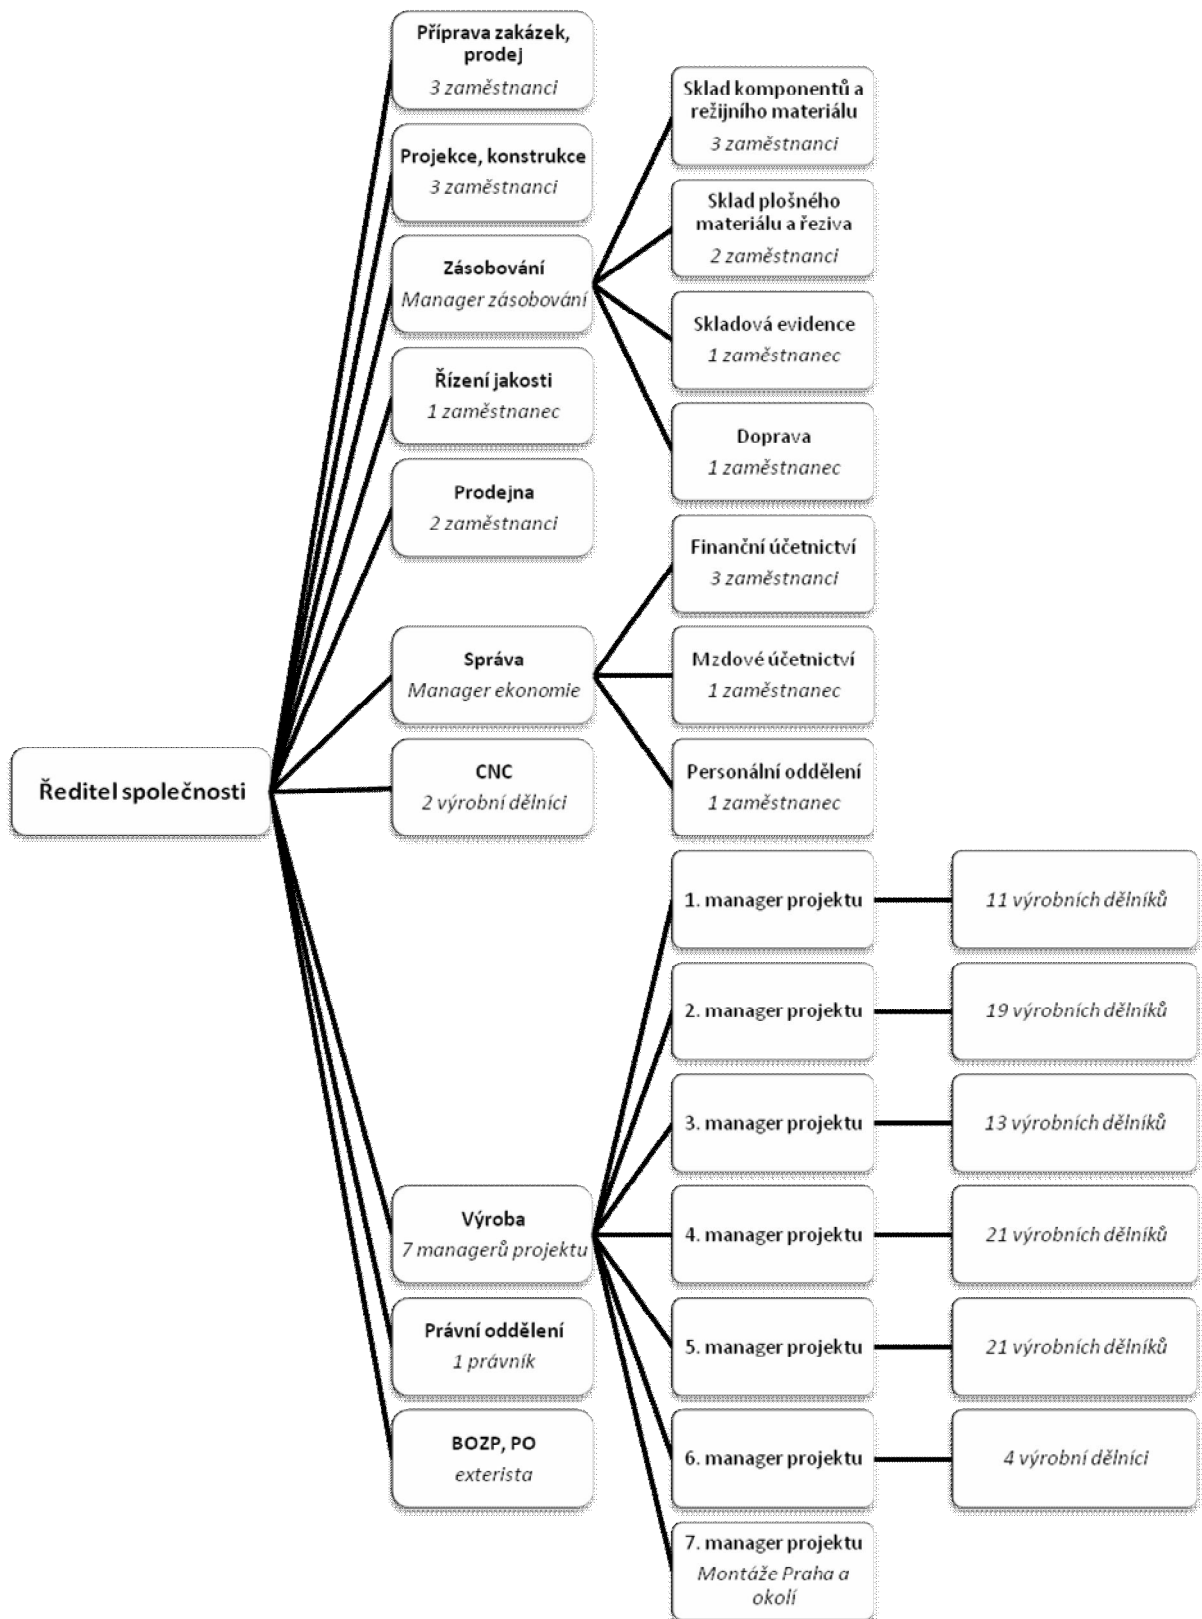 Ředitel společnosti
Příprava zakázek,
prodej
3 zaměstnanci
Projekce, konstrukce
3 zaměstnanci
Zásobování
Manager zásobování
Sklad komponentů a
režijního materiálu
3 zaměstnanci
Sklad plošného
materiálu a řeziva
2 zaměstnanci
Skladová evidence
1 zaměstnanec
Doprava
1 zaměstnanec
Řízení jakosti
1 zaměstnanec
Prodejna
2 zaměstnanci
Správa
Manager ekonomie
Finanční účetnictví
3 zaměstnanci
Mzdové účetnictví
1 zaměstnanec
Personální oddělení
1 zaměstnanec
CNC
2 výrobní dělníci
Výroba
7 managerů projektu
1. manager projektu
11 výrobních dělníků
2. manager projektu
19 výrobních dělníků
3. manager projektu
13 výrobních dělníků
4. manager projektu
21 výrobních dělníků
5. manager projektu
21 výrobních dělníků
6. manager projektu
4 výrobní dělníci
7. manager projektu
Montáže Praha a
okolí
Právní oddělení
1 právník
BOZP, PO
exterista